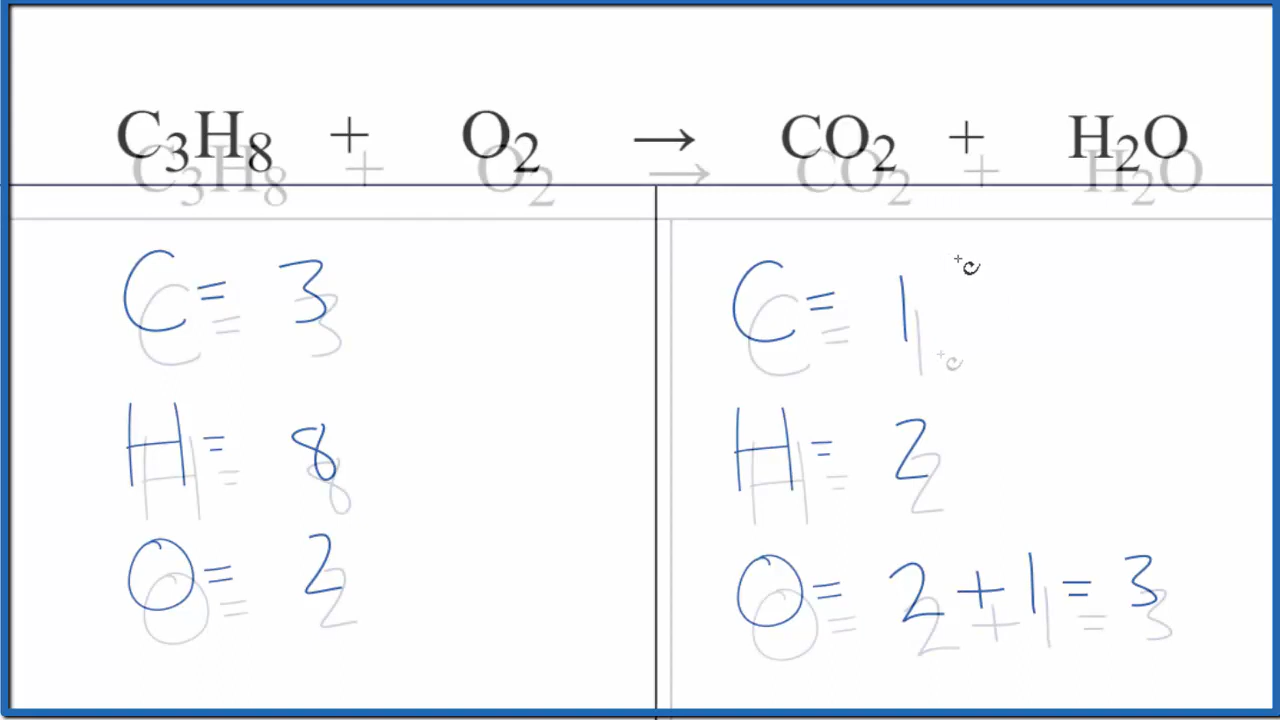 C₃H₈ + O₂ → CO₂ + H₂O
C = 3
H = 8
O = 2
C = 1
H = 2
O = 2 + 1 = 3